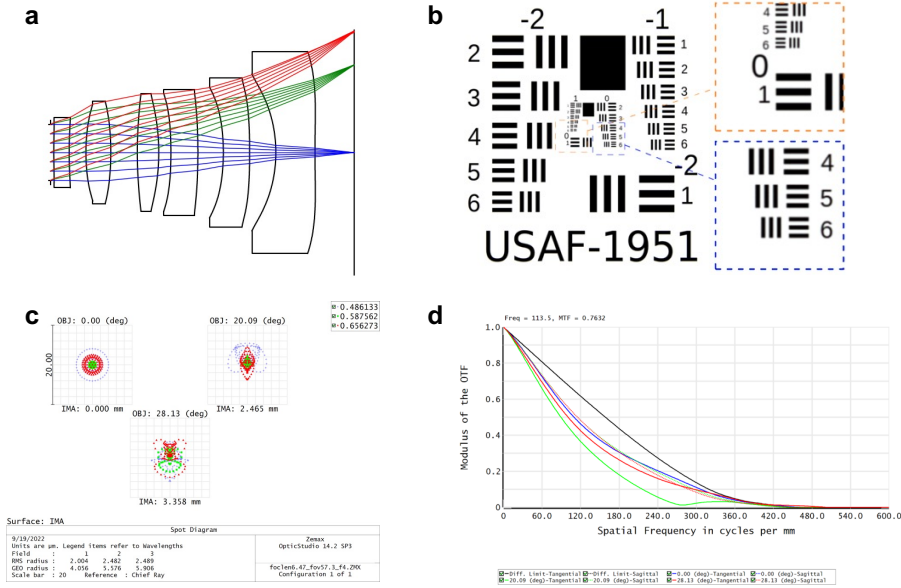 a
b
-2
-1
2
3
4
5
6
1
2
3
4
5
6
1
0
2
3
4
5
6
0
1
-2
1
USAF-1951
4
5
6
0
1
4
5
6
c
0.486133
0.587562
0.656273
OBJ: 0.00 (deg)
OBJ: 20.09 (deg)
20.00
IMA: 0.000 mm
IMA: 2.465 mm
OBJ: 28.13 (deg)
IMA: 3.358 mm
Surface: IMA
Spot Diagram
9/19/2022
Units are µm. Legend items refer to Wavelengths
Field : 1 2 3
RMS radius : 2.004 2.482 2.489
GEO radius : 4.056 5.576 5.906
Scale bar : 20 Reference : Chief Ray
Zemax
OpticStudio 14.2 SP3
foclen6.47_fov57.3_f4.ZMX
Configuration 1 of 1
d
Freq = 113.5, MTF = 0.7632
Modulus of the OTF
1.0
0.8
0.6
0.4
0.2
0
0 60.0 120.0 180.0 240.0 300.0 360.0 420.0 480.0 540.0 600.0
Spatial Frequency in cycles per mm
Diff. Limit-Tangential Diff. Limit-Sagittal 0.00 (deg)-Tangential 0.00 (deg)-Sagittal
20.09 (deg)-Tangential 20.09 (deg)-Sagittal 28.13 (deg)-Tangential 28.13 (deg)-Sagittal